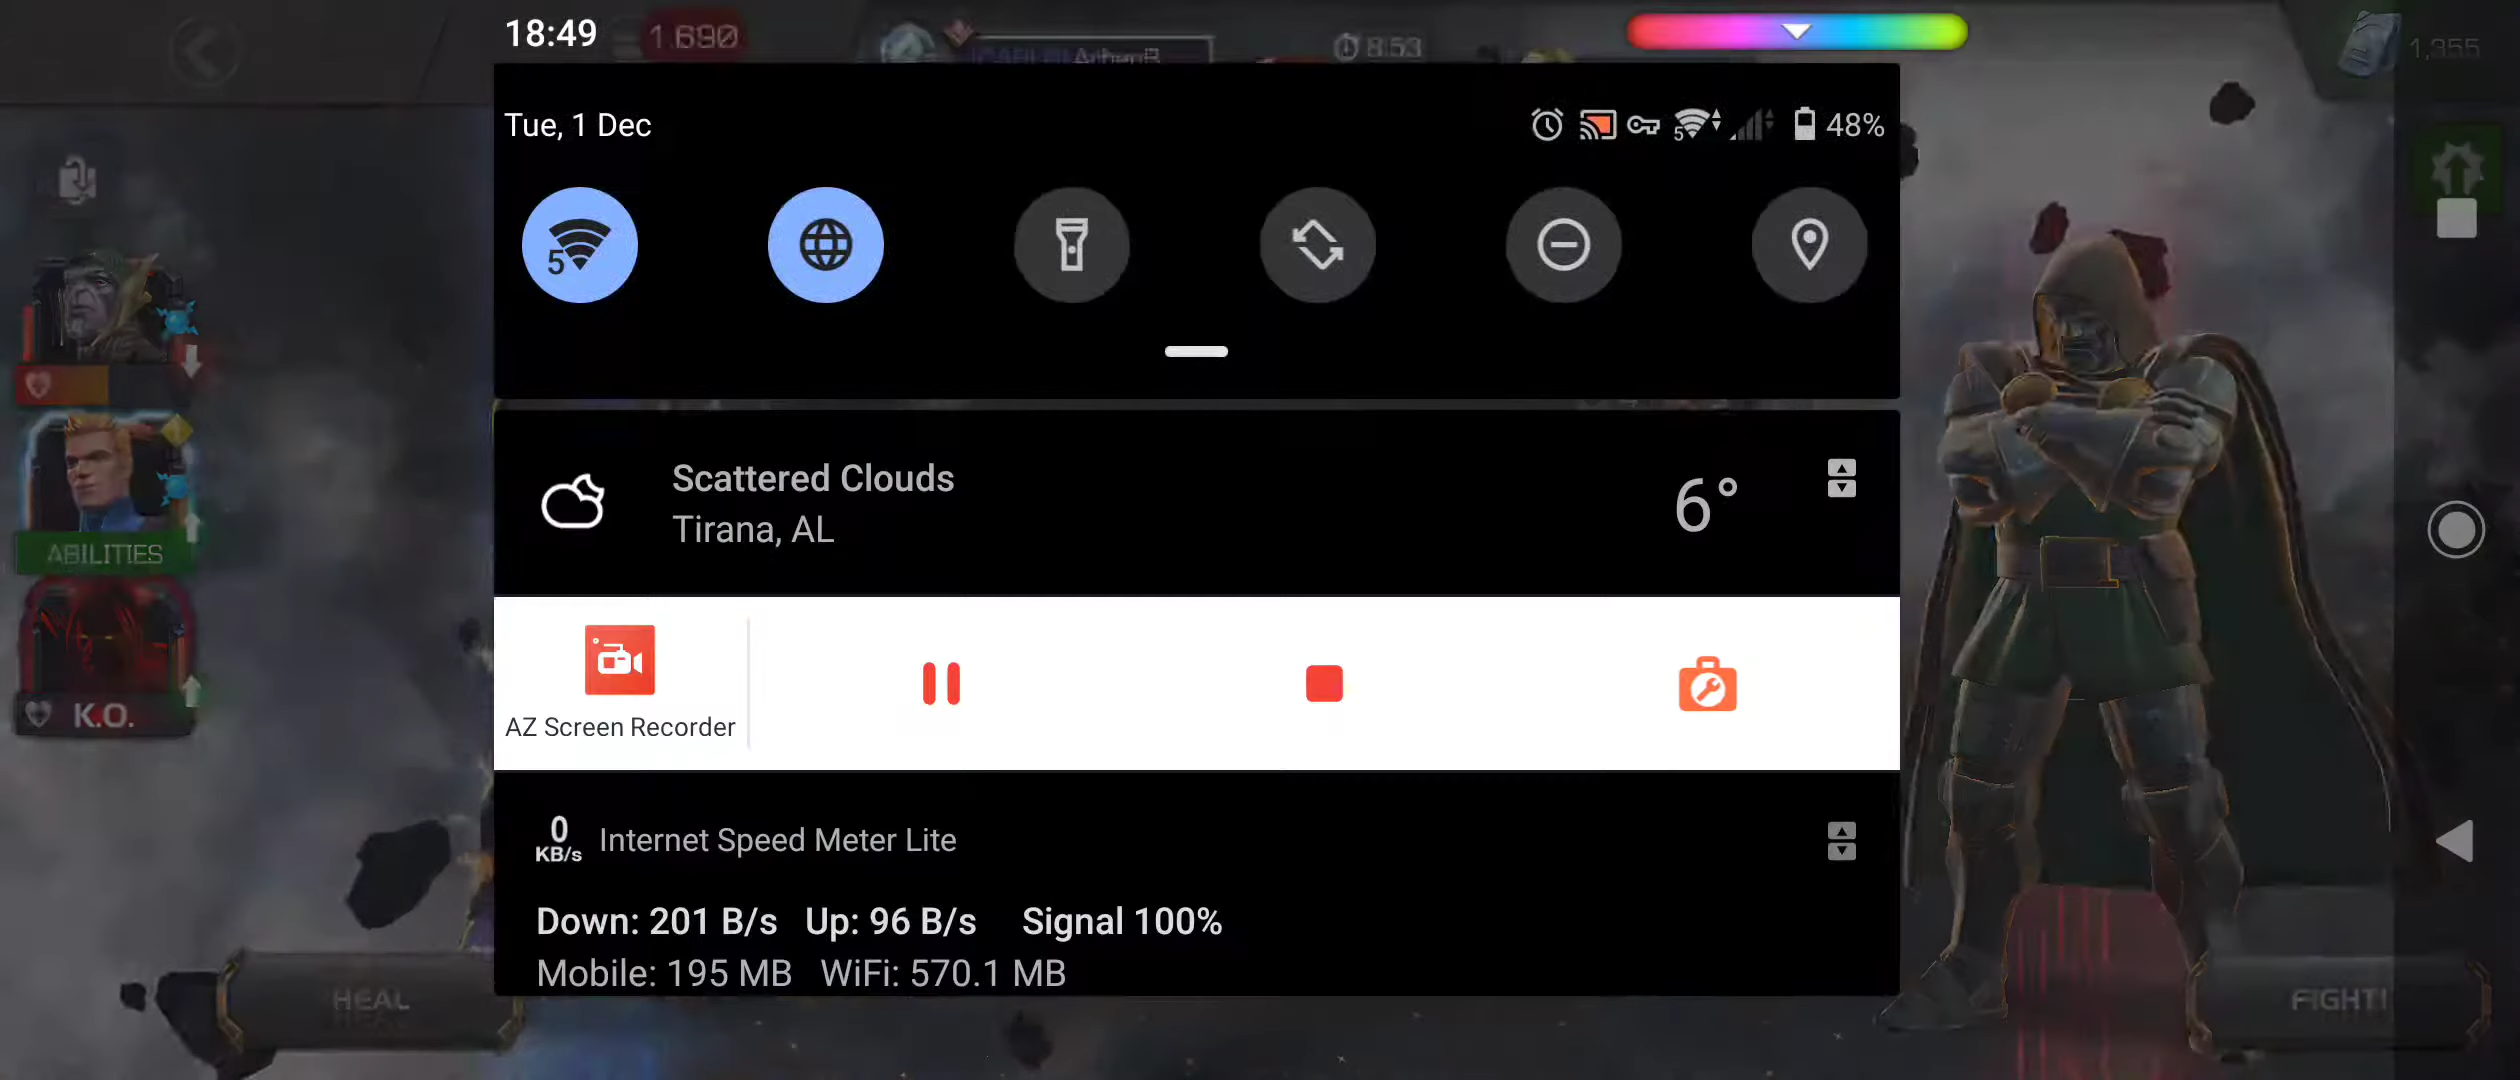 18:49
1.690
8:53
1,355
Tue, 1 Dec
5
48%
5
Scattered Clouds
6°
Tirana, AL
ABILITIES
AZ Screen Recorder
K.O.
0
KB/s
Internet Speed Meter Lite
Down: 201 B/s Up: 96 B/s Signal 100%
Mobile: 195 MB WiFi: 570.1 MB
HEAL
FIGHT!